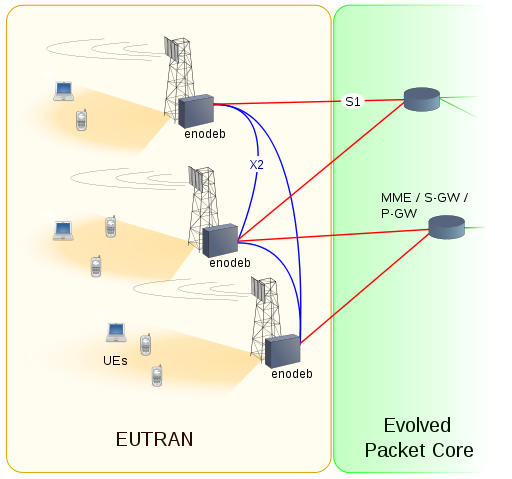 S1
enodeb
X2
MME / S-GW /
P-GW
enodeb
UEs
enodeb
EUTRAN
Evolved
Packet Core